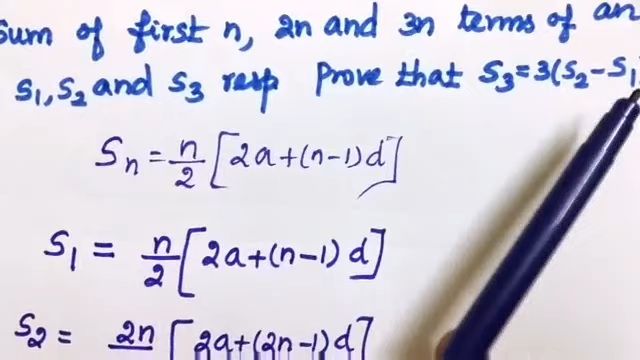 Sum of first n, 2n and 3n terms of an
S₁, S₂ and S₃ resp Prove that S₃=3(S₂-S₁
Sₙ = n/2 [2a+(n-1)d]
S₁ = n/2 [2a+(n-1)d]
S₂ = 2n [2a+(2n-1)d]